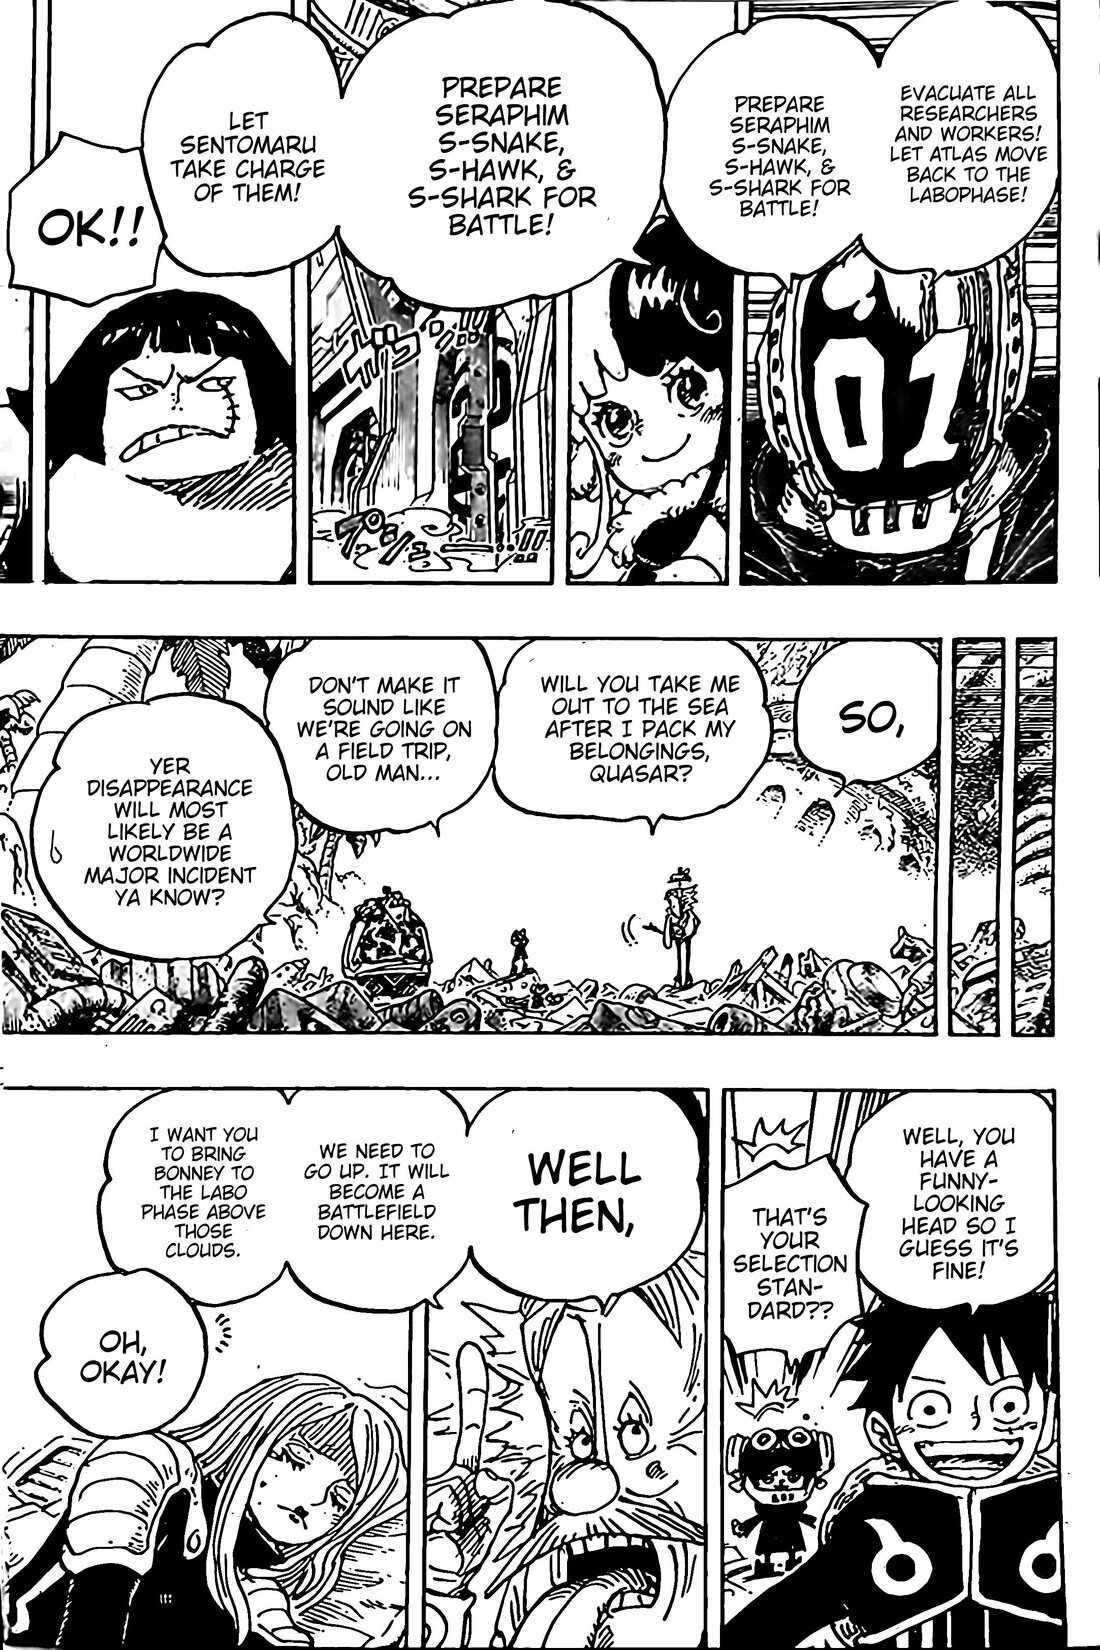 EVACUATE ALL
RESEARCHERS
AND WORKERS!
LET ATLAS MOVE
BACK TO THE
LABOPHASE!
PREPARE
SERAPHIM
S-SNAKE,
S-HAWK, &
S-SHARK FOR
BATTLE!
01
PREPARE
SERAPHIM
S-SNAKE,
S-HAWK, &
S-SHARK FOR
BATTLE!
LET
SENTOMARU
TAKE CHARGE
OF THEM!
OK!!
SO,
WILL YOU TAKE ME
OUT TO THE SEA
AFTER I PACK MY
BELONGINGS,
QUASAR?
DON'T MAKE IT
SOUND LIKE
WE'RE GOING ON
A FIELD TRIP,
OLD MAN...
YER
DISAPPEARANCE
WILL MOST
LIKELY BE A
WORLDWIDE
MAJOR INCIDENT
YA KNOW?
WELL, YOU
HAVE A
FUNNY-
LOOKING
HEAD SO I
GUESS IT'S
FINE!
THAT'S
YOUR
SELECTION
STAN-
DARD??
WELL
THEN,
WE NEED TO
GO UP. IT WILL
BECOME A
BATTLEFIELD
DOWN HERE.
I WANT YOU
TO BRING
BONNEY TO
THE LABO
PHASE ABOVE
THOSE
CLOUDS.
OH,
OKAY!